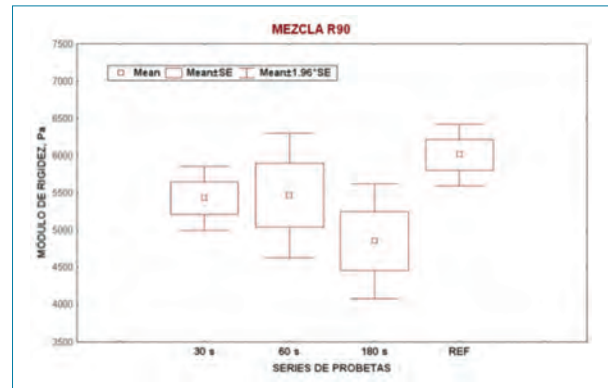 MEZCLA R90
Mean Mean±SE Mean±1.96*SE
MÓDULO DE RIGIDEZ, Pa
7500
7000
6500
6000
5500
5000
4500
4000
3500
30 s 60 s 180 s REF
SERIES DE PROBETAS